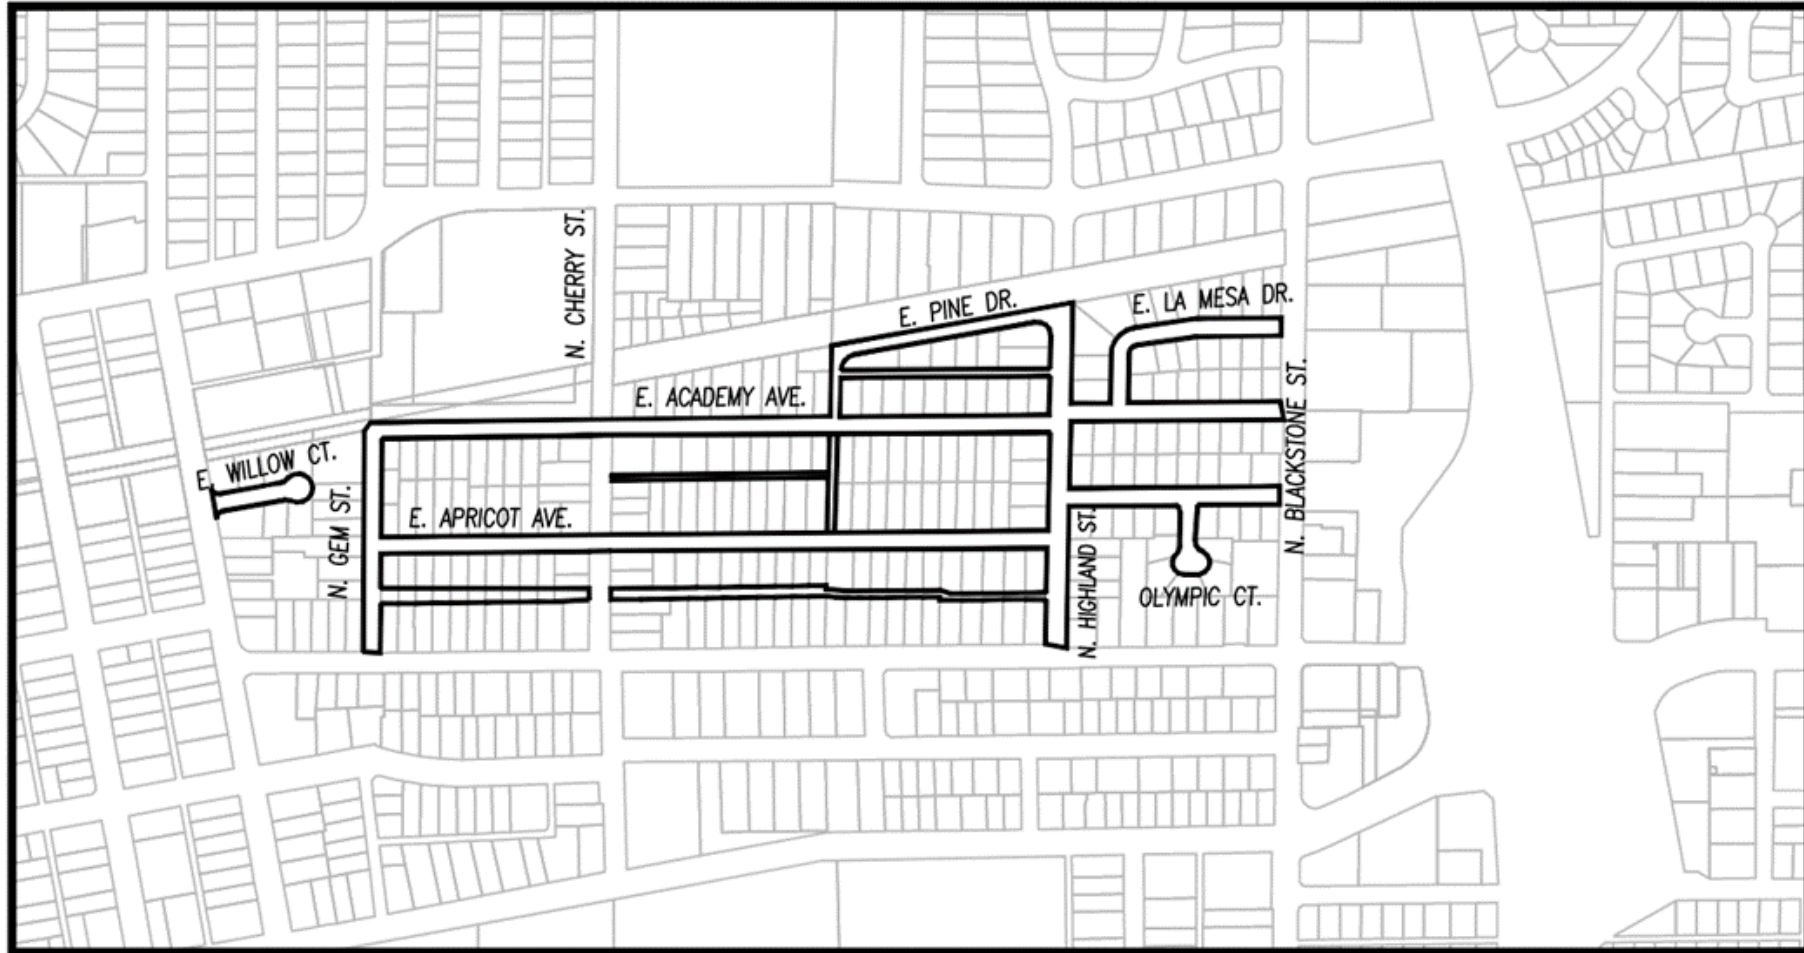 N. CHERRY ST.
E. PINE DR.
E. LA MESA DR.
E. ACADEMY AVE.
N. BLACKSTONE ST.
E. WILLOW CT.
N. GEM ST.
E. APRICOT AVE.
N. HIGHLAND ST.
OLYMPIC CT.